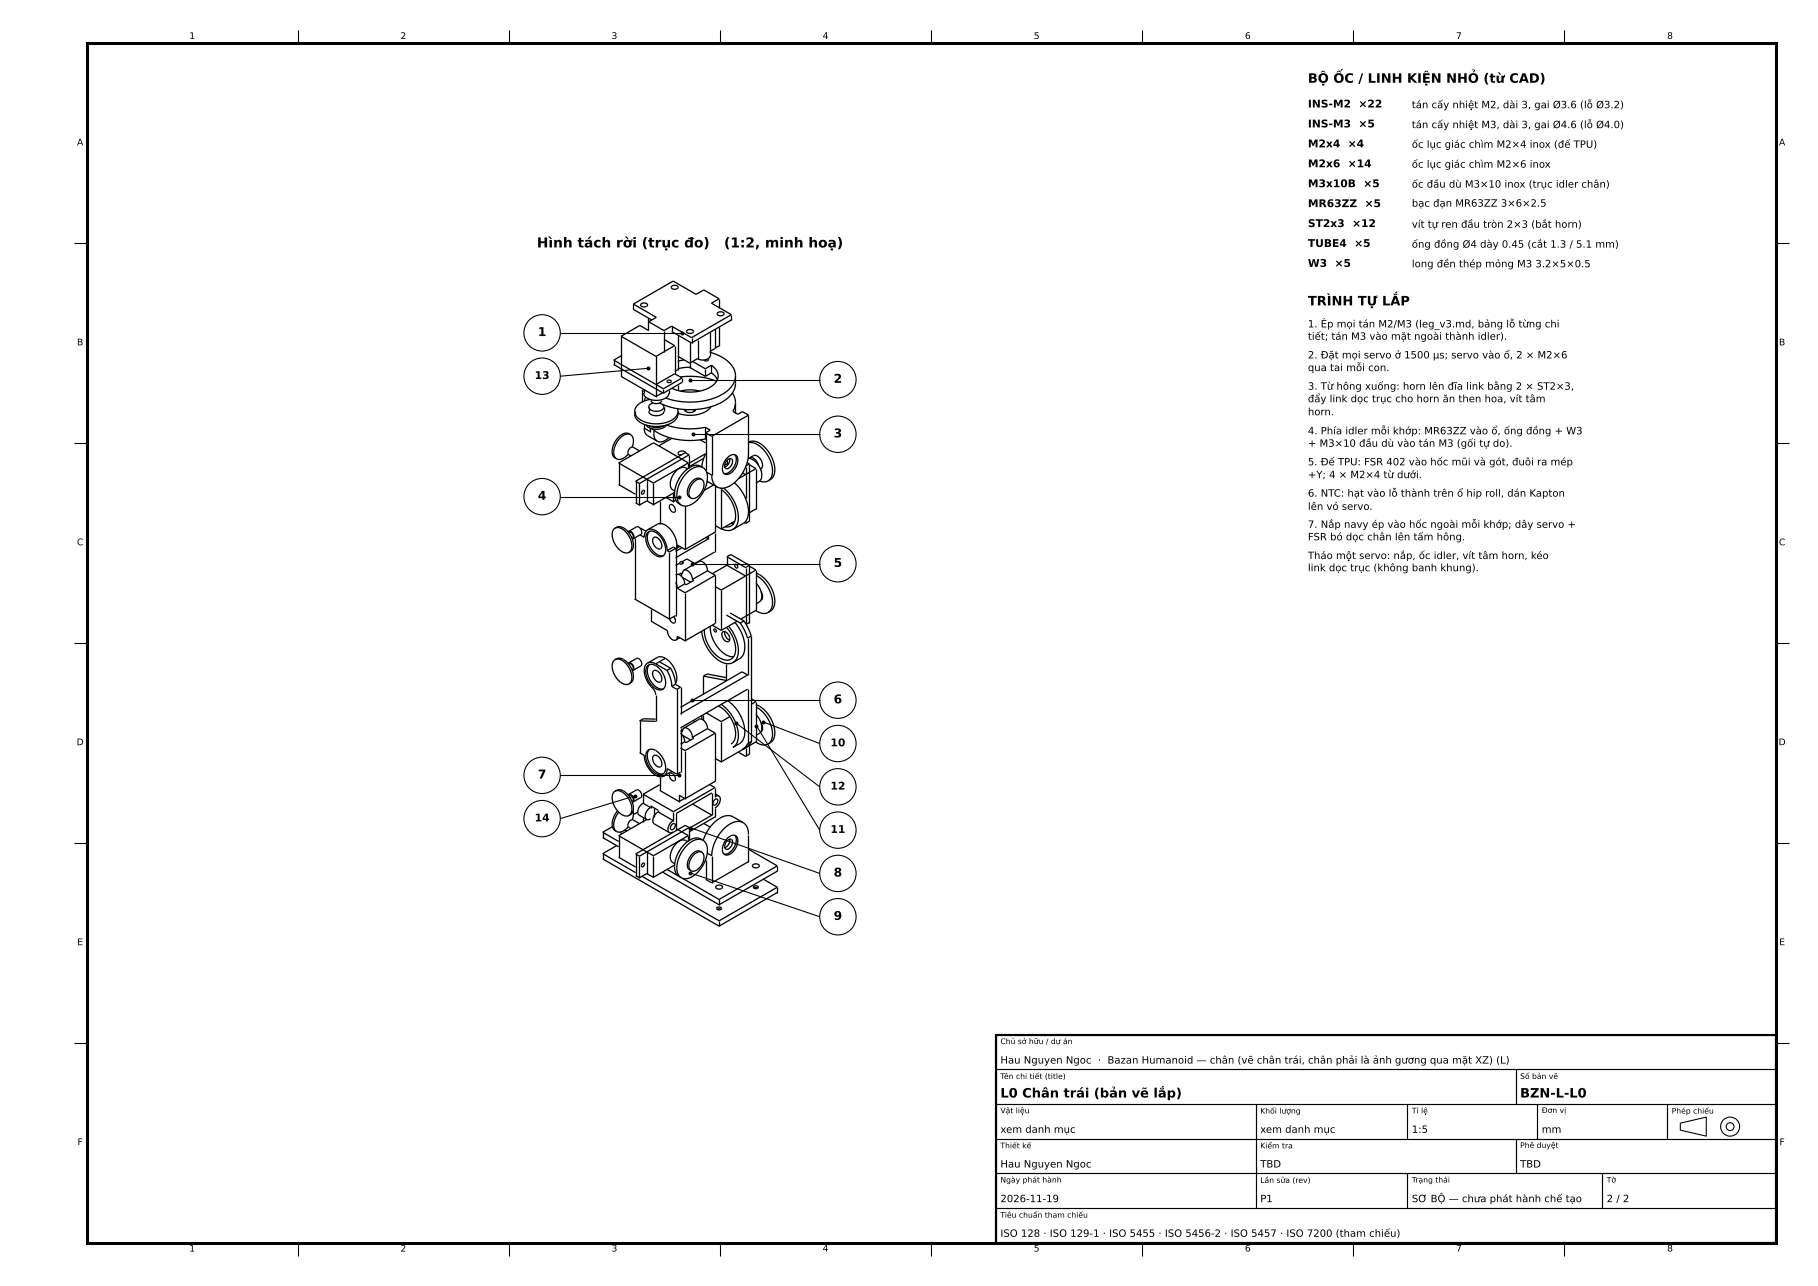 1 2 3 4 5 6 7 8
BỘ ỐC / LINH KIỆN NHỎ (từ CAD)
INS-M2 ×22 tán cấy nhiệt M2, dài 3, gai Ø3.6 (lỗ Ø3.2)
INS-M3 ×5 tán cấy nhiệt M3, dài 3, gai Ø4.6 (lỗ Ø4.0)
M2x4 ×4 ốc lục giác chìm M2×4 inox (đế TPU)
M2x6 ×14 ốc lục giác chìm M2×6 inox
M3x10B ×5 ốc đầu dù M3×10 inox (trục idler chân)
MR63ZZ ×5 bạc đạn MR63ZZ 3×6×2.5
ST2x3 ×12 vít tự ren đầu tròn 2×3 (bắt horn)
TUBE4 ×5 ống đồng Ø4 dày 0.45 (cắt 1.3 / 5.1 mm)
W3 ×5 long đền thép mỏng M3 3.2×5×0.5
TRÌNH TỰ LẮP
1. Ép mọi tán M2/M3 (leg_v3.md, bảng lỗ từng chi
tiết; tán M3 vào mặt ngoài thành idler).
2. Đặt mọi servo ở 1500 µs; servo vào ổ, 2 × M2×6
qua tai mỗi con.
3. Từ hông xuống: horn lên đĩa link bằng 2 × ST2×3,
đẩy link dọc trục cho horn ăn then hoa, vít tâm
horn.
4. Phía idler mỗi khớp: MR63ZZ vào ổ, ống đồng + W3
+ M3×10 đầu dù vào tán M3 (gối tự do).
5. Đế TPU: FSR 402 vào hốc mũi và gót, đuôi ra mép
+Y; 4 × M2×4 từ dưới.
6. NTC: hạt vào lỗ thành trên ổ hip roll, dán Kapton
lên vỏ servo.
7. Nắp navy ép vào hốc ngoài mỗi khớp; dây servo +
FSR bó dọc chân lên tấm hông.
Tháo một servo: nắp, ốc idler, vít tâm horn, kéo
link dọc trục (không banh khung).
Hình tách rời (trục đo) (1:2, minh hoạ)
1
13
2
3
4
5
6
10
7
12
14
11
8
9
A A
B B
C C
D D
E E
F F
Chủ sở hữu / dự án
Hau Nguyen Ngoc · Bazan Humanoid — chân (vẽ chân trái, chân phải là ảnh gương qua mặt XZ) (L)
Tên chi tiết (title) Số bản vẽ
L0 Chân trái (bản vẽ lắp) BZN-L-L0
Vật liệu Khối lượng Tỉ lệ Đơn vị Phép chiếu
xem danh mục xem danh mục 1:5 mm
Thiết kế Kiểm tra Phê duyệt
Hau Nguyen Ngoc TBD TBD
Ngày phát hành Lần sửa (rev) Trạng thái Tờ
2026-11-19 P1 SƠ BỘ — chưa phát hành chế tạo 2 / 2
Tiêu chuẩn tham chiếu
ISO 128 · ISO 129-1 · ISO 5455 · ISO 5456-2 · ISO 5457 · ISO 7200 (tham chiếu)
1 2 3 4 5 6 7 8